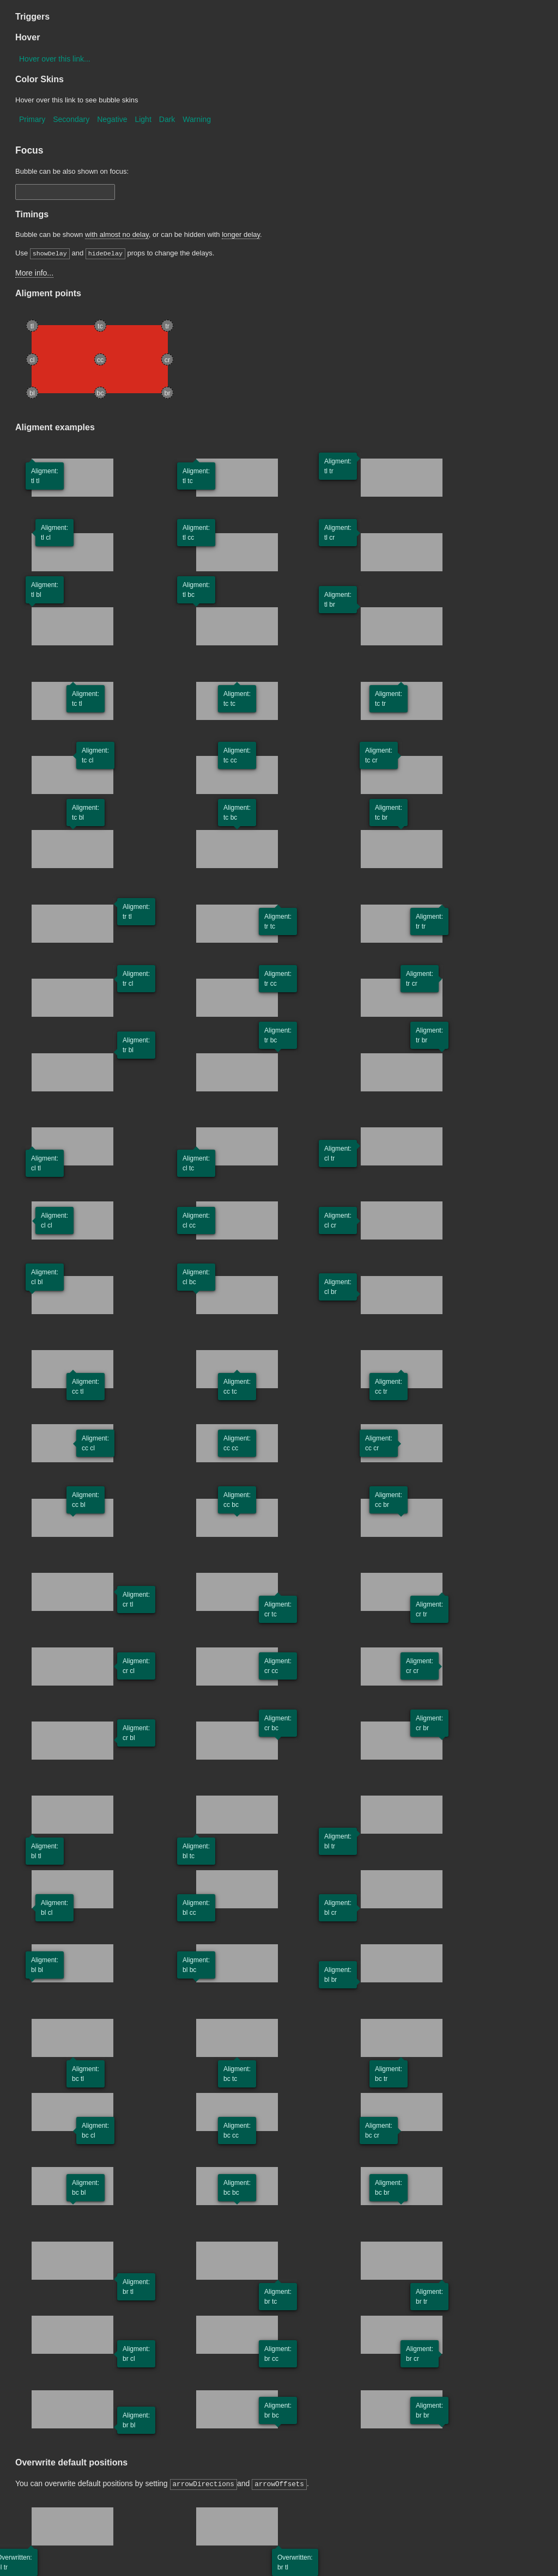 Triggers
Hover
Hover over this link...
Color Skins
Hover over this link to see bubble skins
Primary Secondary Negative Light Dark Warning
Focus
Bubble can be also shown on focus:
Timings
Bubble can be shown with almost no delay, or can be hidden with longer delay.
Use showDelay and hideDelay props to change the delays.
More info...
Aligment points
tl tc tr
cl cc cr
bl bc br
Aligment examples
Aligment:
tl tl
Aligment:
tl tc
Aligment:
tl tr
Aligment:
tl cl
Aligment:
tl cc
Aligment:
tl cr
Aligment:
tl bl
Aligment:
tl bc
Aligment:
tl br
Aligment:
tc tl
Aligment:
tc tc
Aligment:
tc tr
Aligment:
tc cl
Aligment:
tc cc
Aligment:
tc cr
Aligment:
tc bl
Aligment:
tc bc
Aligment:
tc br
Aligment:
tr tl
Aligment:
tr tc
Aligment:
tr tr
Aligment:
tr cl
Aligment:
tr cc
Aligment:
tr cr
Aligment:
tr bl
Aligment:
tr bc
Aligment:
tr br
Aligment:
cl tl
Aligment:
cl tc
Aligment:
cl tr
Aligment:
cl cl
Aligment:
cl cc
Aligment:
cl cr
Aligment:
cl bl
Aligment:
cl bc
Aligment:
cl br
Aligment:
cc tl
Aligment:
cc tc
Aligment:
cc tr
Aligment:
cc cl
Aligment:
cc cc
Aligment:
cc cr
Aligment:
cc bl
Aligment:
cc bc
Aligment:
cc br
Aligment:
cr tl
Aligment:
cr tc
Aligment:
cr tr
Aligment:
cr cl
Aligment:
cr cc
Aligment:
cr cr
Aligment:
cr bl
Aligment:
cr bc
Aligment:
cr br
Aligment:
bl tl
Aligment:
bl tc
Aligment:
bl tr
Aligment:
bl cl
Aligment:
bl cc
Aligment:
bl cr
Aligment:
bl bl
Aligment:
bl bc
Aligment:
bl br
Aligment:
bc tl
Aligment:
bc tc
Aligment:
bc tr
Aligment:
bc cl
Aligment:
bc cc
Aligment:
bc cr
Aligment:
bc bl
Aligment:
bc bc
Aligment:
bc br
Aligment:
br tl
Aligment:
br tc
Aligment:
br tr
Aligment:
br cl
Aligment:
br cc
Aligment:
br cr
Aligment:
br bl
Aligment:
br bc
Aligment:
br br
Overwrite default positions
You can overwrite default positions by setting arrowDirections and arrowOffsets.
verwritten:
l tr
Overwritten:
br tl